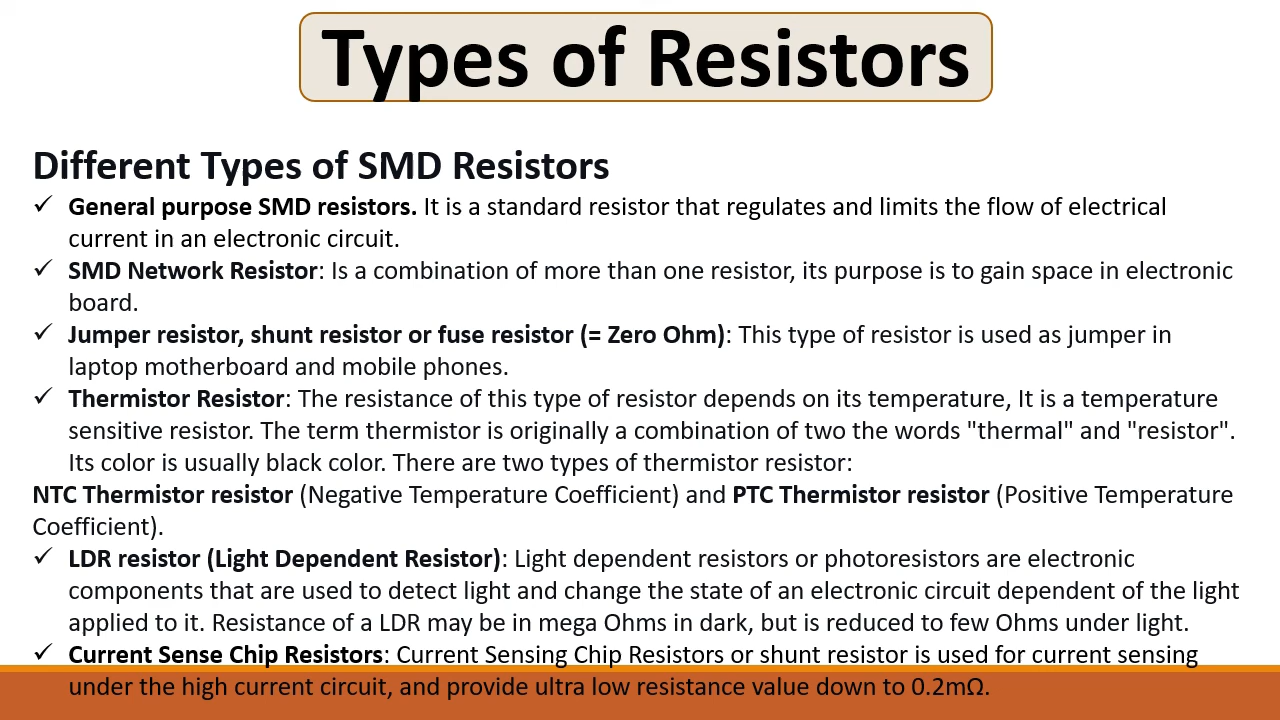 Types of Resistors
Different Types of SMD Resistors
✓ General purpose SMD resistors. It is a standard resistor that regulates and limits the flow of electrical
current in an electronic circuit.
✓ SMD Network Resistor: Is a combination of more than one resistor, its purpose is to gain space in electronic
board.
✓ Jumper resistor, shunt resistor or fuse resistor (= Zero Ohm): This type of resistor is used as jumper in
laptop motherboard and mobile phones.
✓ Thermistor Resistor: The resistance of this type of resistor depends on its temperature, It is a temperature
sensitive resistor. The term thermistor is originally a combination of two the words "thermal" and "resistor".
Its color is usually black color. There are two types of thermistor resistor:
NTC Thermistor resistor (Negative Temperature Coefficient) and PTC Thermistor resistor (Positive Temperature
Coefficient).
✓ LDR resistor (Light Dependent Resistor): Light dependent resistors or photoresistors are electronic
components that are used to detect light and change the state of an electronic circuit dependent of the light
applied to it. Resistance of a LDR may be in mega Ohms in dark, but is reduced to few Ohms under light.
✓ Current Sense Chip Resistors: Current Sensing Chip Resistors or shunt resistor is used for current sensing
under the high current circuit, and provide ultra low resistance value down to 0.2mΩ.